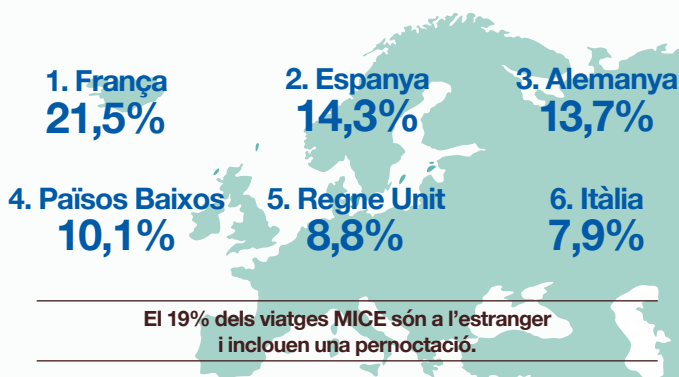 1. França
21,5%
2. Espanya
14,3%
3. Alemanya
13,7%
4. Països Baixos
10,1%
5. Regne Unit
8,8%
6. Itàlia
7,9%
El 19% dels viatges MICE són a l’estranger
i inclouen una pernoctació.